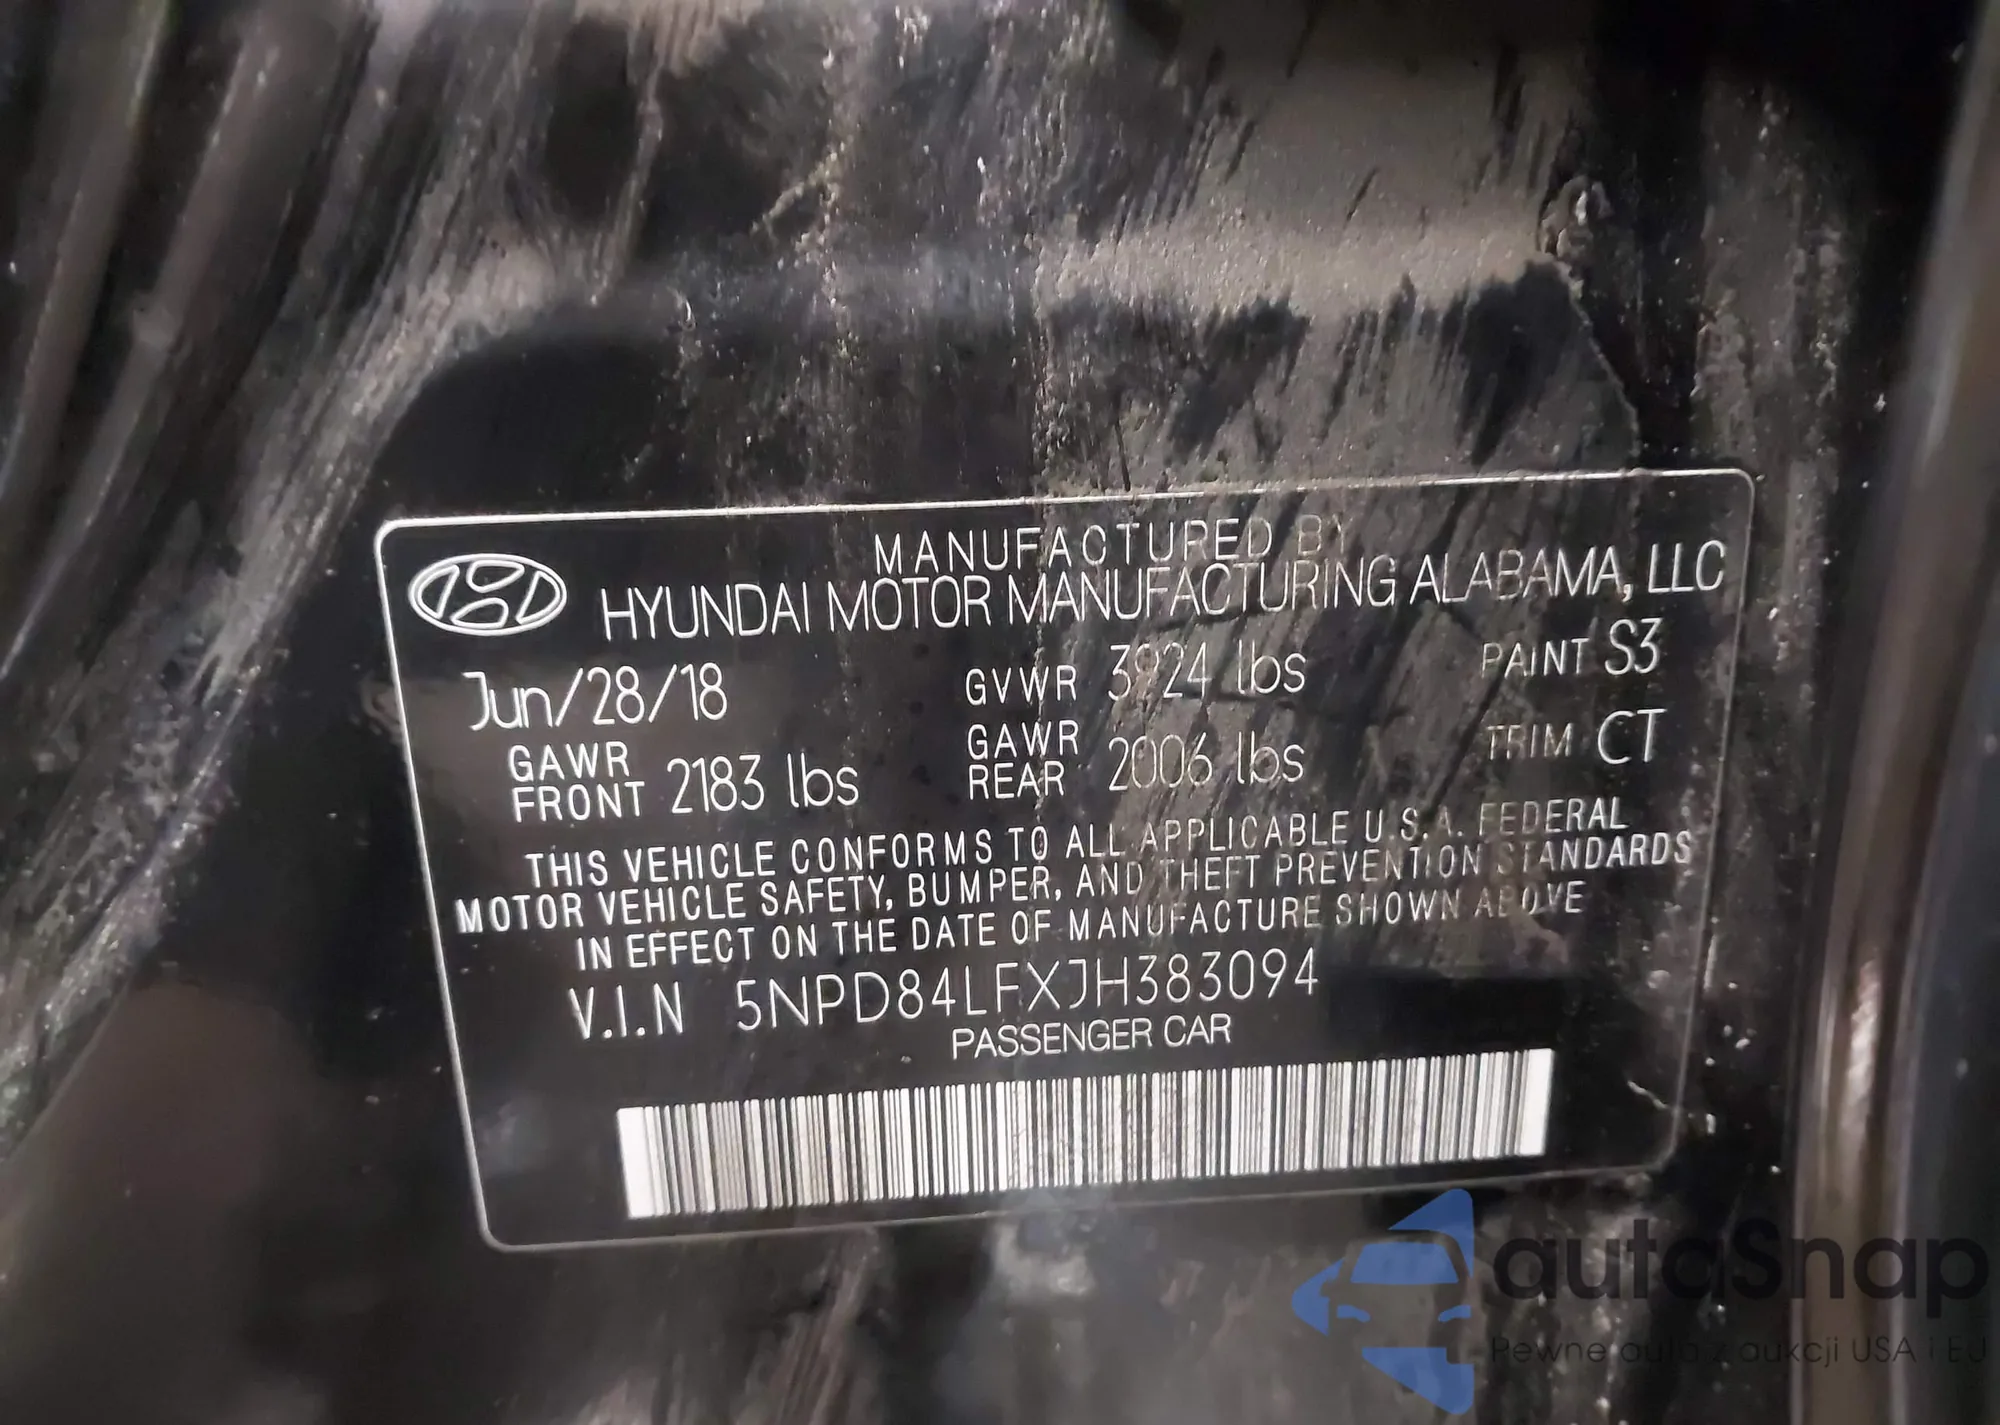 MANUFACTURED BY
HYUNDAI MOTOR MANUFACTURING ALABAMA, LLC
Jun/28/18 GVWR 3924 lbs PAINT S3
GAWR FRONT 2183 lbs GAWR REAR 2006 lbs TRIM CT
THIS VEHICLE CONFORMS TO ALL APPLICABLE U.S.A. FEDERAL
MOTOR VEHICLE SAFETY, BUMPER, AND THEFT PREVENTION STANDARDS
IN EFFECT ON THE DATE OF MANUFACTURE SHOWN ABOVE
V.I.N 5NPD84LFXJH383094
PASSENGER CAR
autaSnap
Pewne auta z aukcji USA i EU